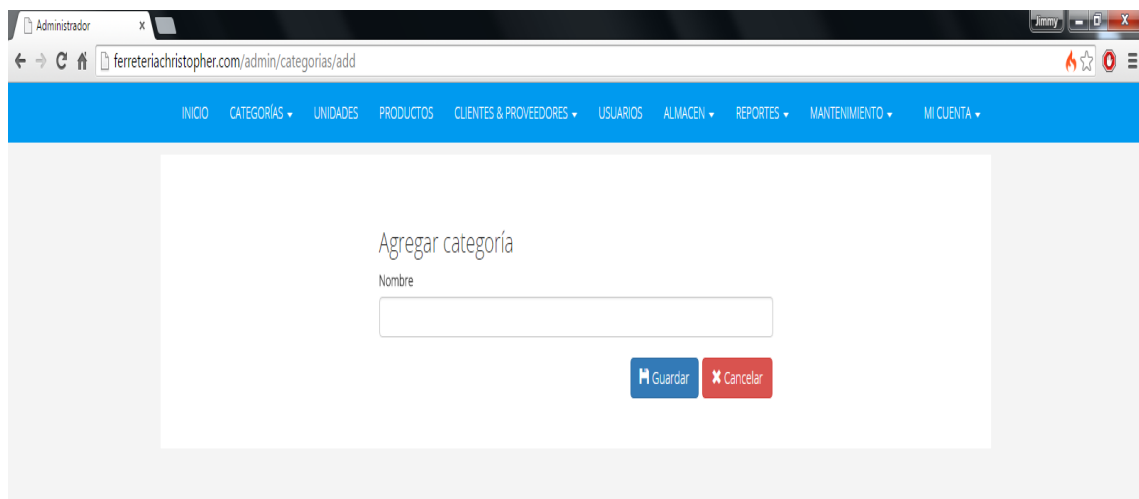 Administrador
Jimmy
ferreteriachristopher.com/admin/categorias/add
INICIO CATEGORÍAS UNIDADES PRODUCTOS CLIENTES & PROVEEDORES USUARIOS ALMACEN REPORTES MANTENIMIENTO MI CUENTA
Agregar categoría
Nombre
Guardar Cancelar